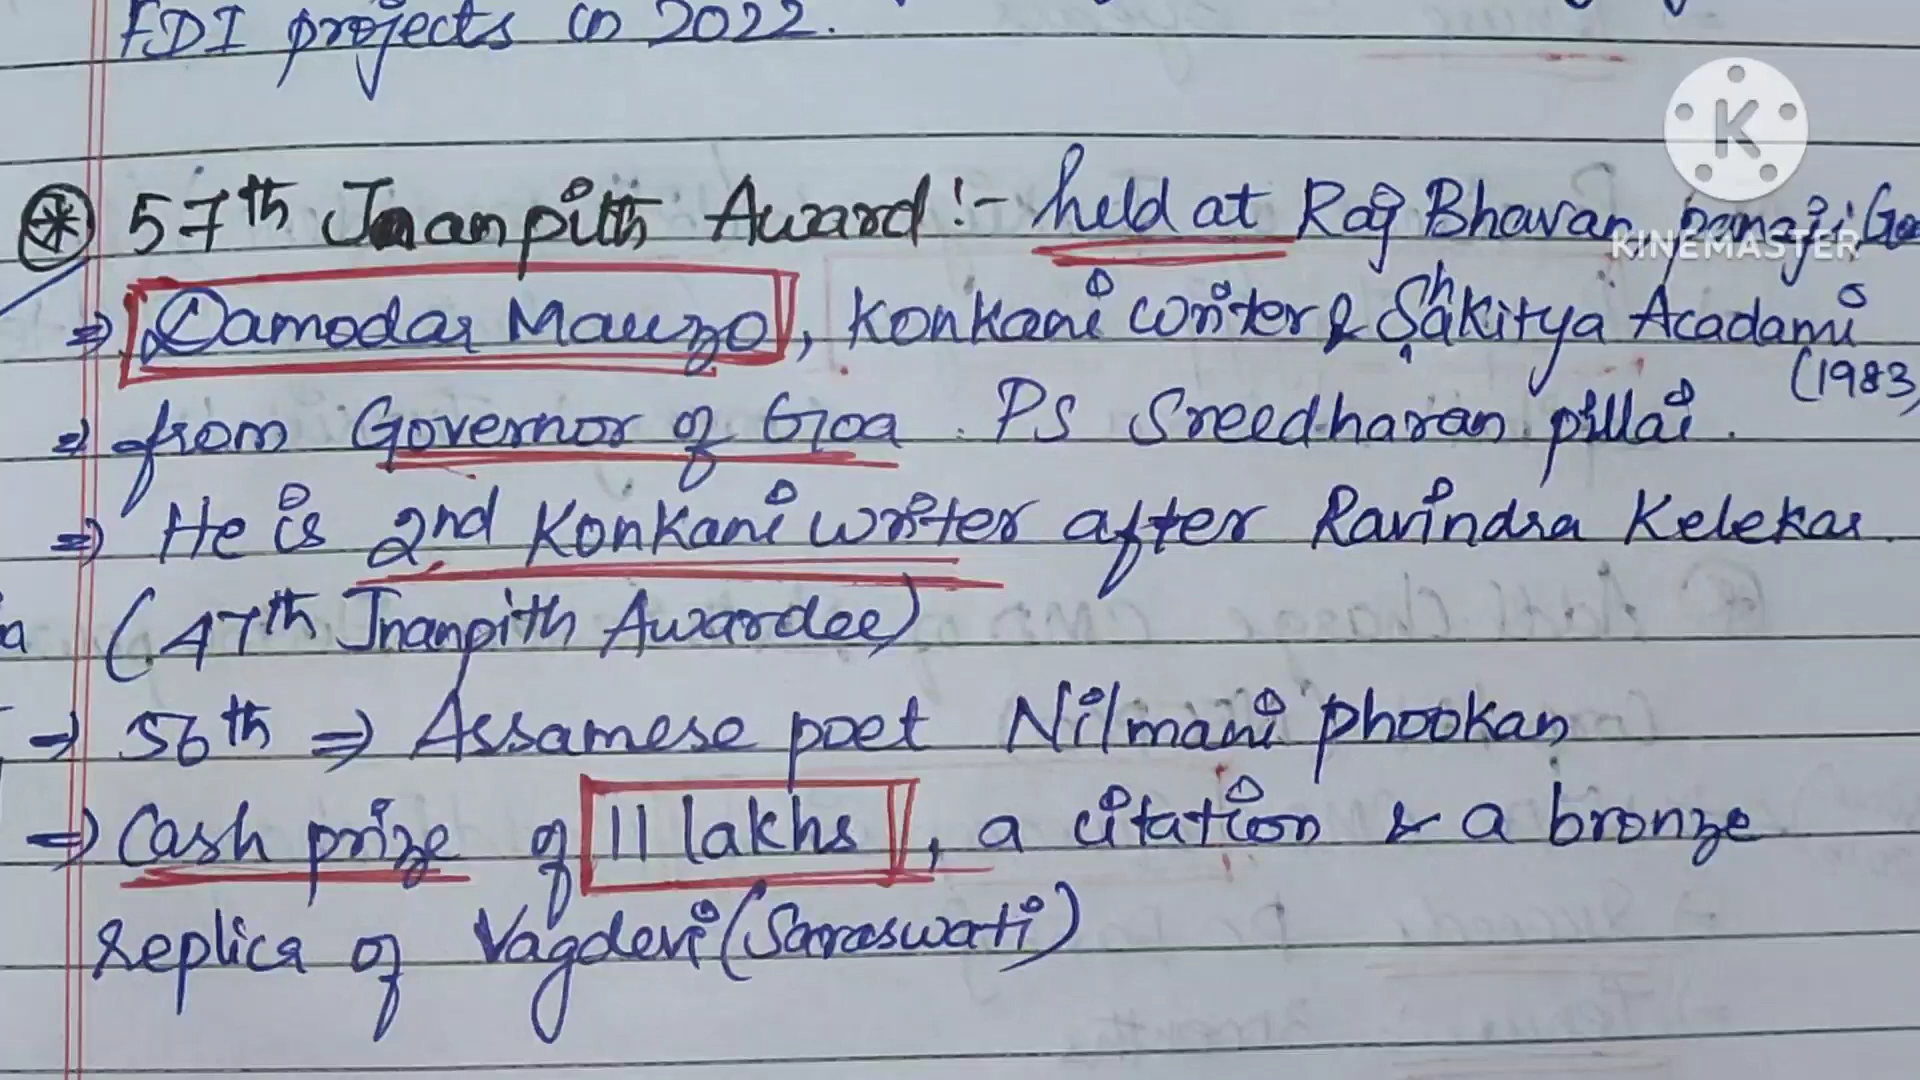 FDI projects in 2022.
K
KINEMASTER
57th Jnanpith Award :- held at Raj Bhavan, panaji, Goa
⇒ Damodar Mauzo, Konkani writer & Sahitya Acadami
(1983)
⇒ from Governor of Goa. PS Sreedharan pillai.
⇒ He is 2nd Konkani writer after Ravindra Kelekar.
(47th Jnanpith Awardee)
→ 56th ⇒ Assamese poet Nilmani phookan
⇒ Cash prize of 11 lakhs, a citation & a bronze
replica of Vagdevi (Saraswati)